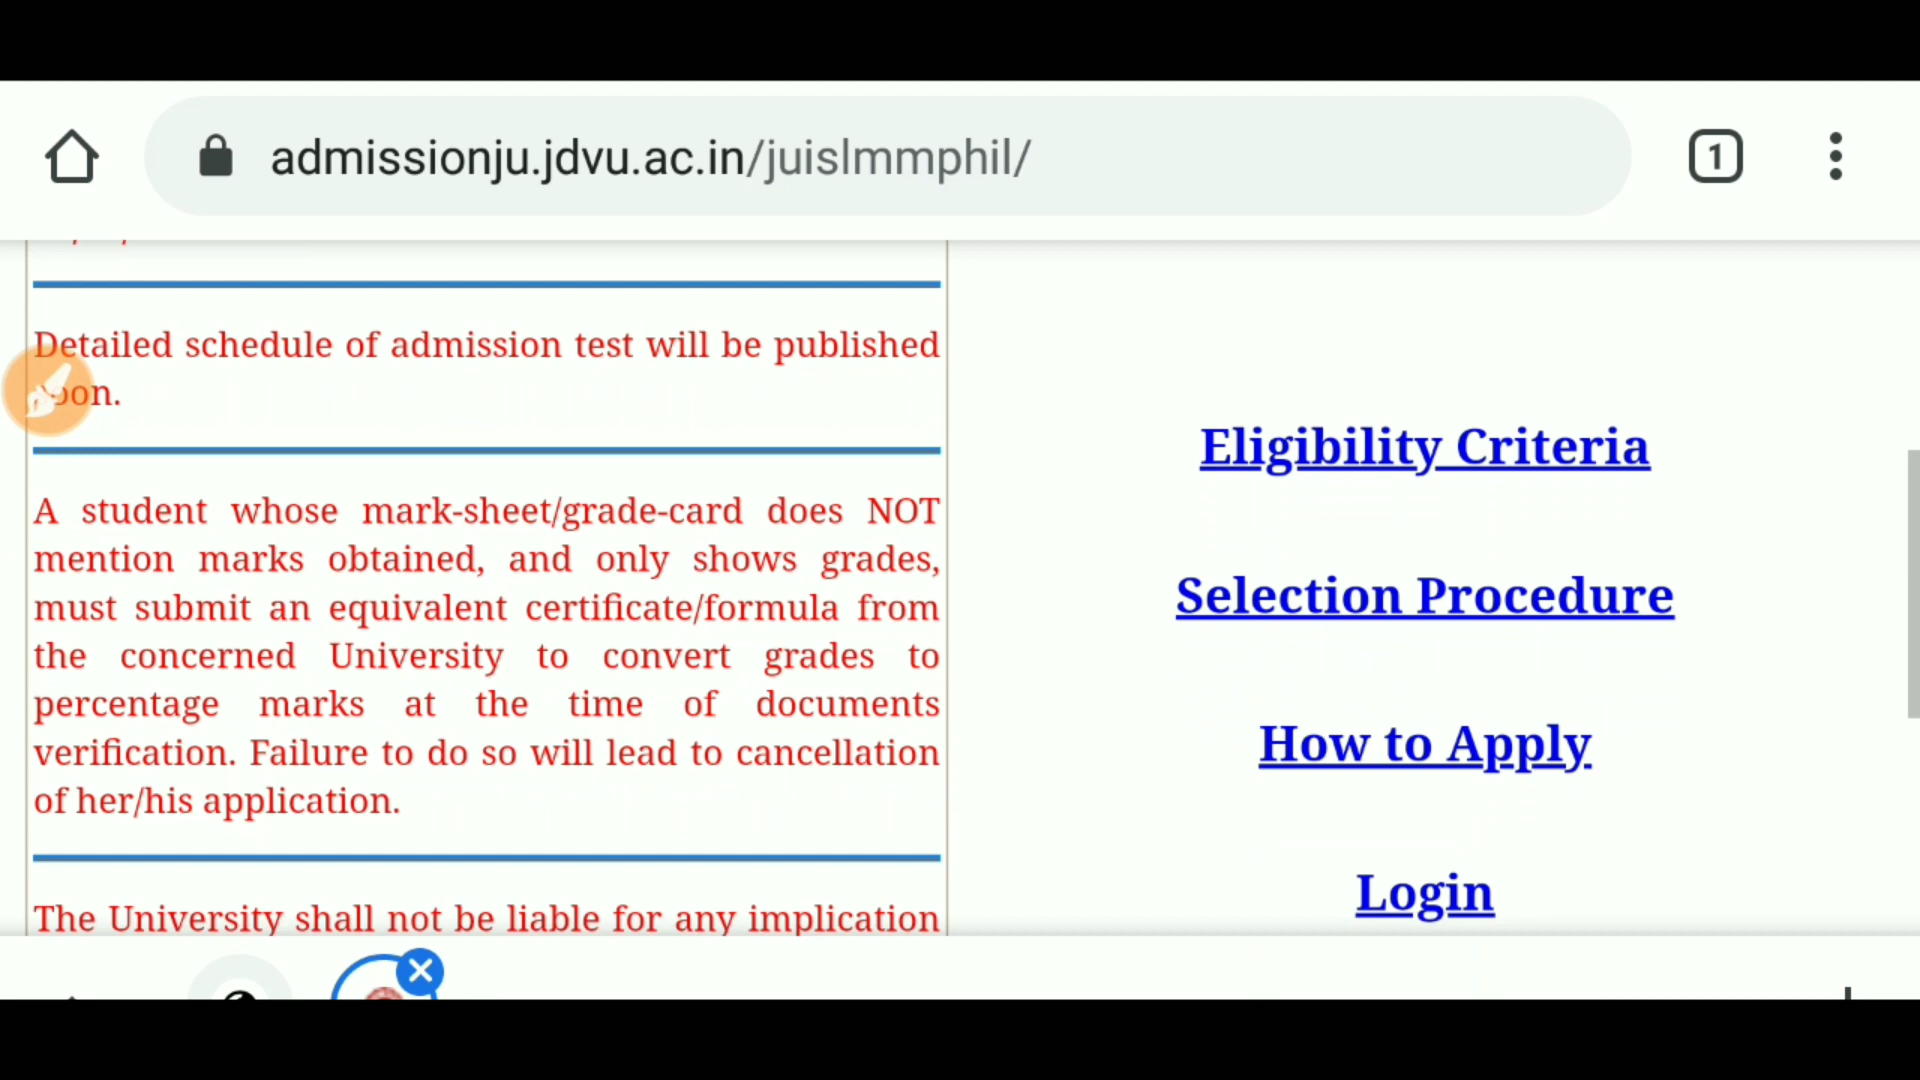 admissionju.jdvu.ac.in/juislmmphil/
1
Detailed schedule of admission test will be published
A student whose mark-sheet/grade-card does NOT
mention marks obtained, and only shows grades,
must submit an equivalent certificate/formula from
the concerned University to convert grades to
percentage marks at the time of documents
verification. Failure to do so will lead to cancellation
of her/his application.
The University shall not be liable for any implication
Eligibility Criteria
Selection Procedure
How to Apply
Login